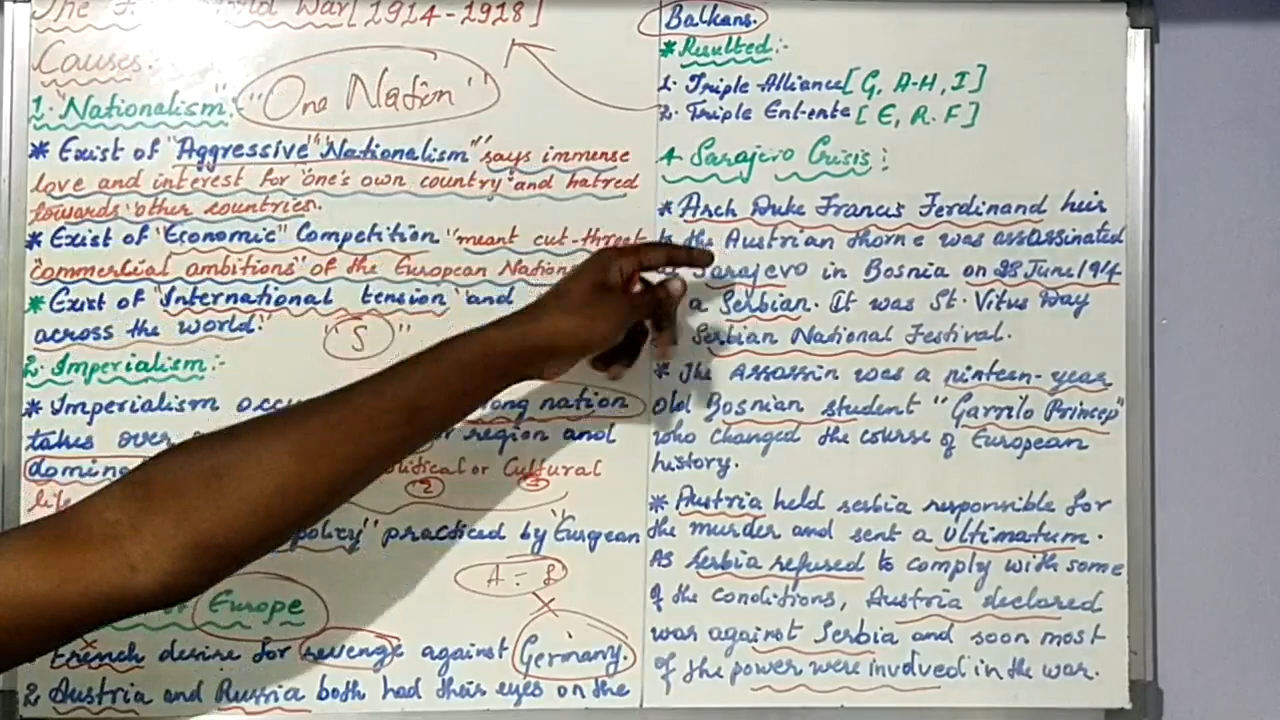 The F World War [1914-1918]
Causes:
1. "Nationalism": "One Nation"
* Exist of "Aggressive" "Nationalism" "says immense
love and interest for "one's own country" and hatred
towards other countries.
* Exist of "Economic" Competition "meant cut-throat
commercial ambitions" of the European Nation
* Exist of "International tension" and
across the world."
"S"
2. Imperialism:-
* Imperialism occu ong nation
takes over region and
domina political or Cultural
2 3
life
policy" practiced by "European
A - L
Europe
French desire for revenge against Germany.
2 Austria and Russia both had their eyes on the
Balkans.
* Resulted:-
1. Triple Alliance [G, A-H, I]
2. Triple Entente [E, R. F]
4 Sarajevo Crisis:
* Arch Duke Francis Ferdinand heir
to the Austrian thorne was assassinated
Sarajevo in Bosnia on 28 June 1914
a Serbian. It was St. Vitus Day
Serbian National Festival.
* The Assassin was a ninteen-year
old Bosnian student "Garrilo Princep"
who changed the course of European
history.
* Austria held serbia responsible for
the murder and sent a Ultimatum.
As Serbia refused to comply with some
of the conditions, Austria declared
war against Serbia and soon most
of the power were involved in the war.